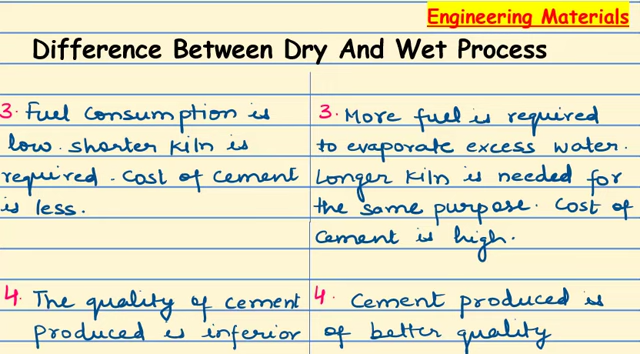 Engineering Materials
Difference Between Dry And Wet Process
3. Fuel Consumption is
low. shorter kiln is
required. Cost of cement
is less.
3. More fuel is required
to evaporate excess water.
Longer Kiln is needed for
the same purpose. Cost of
cement is high.
4. The quality of cement
produced is inferior
4. Cement produced is
of better quality